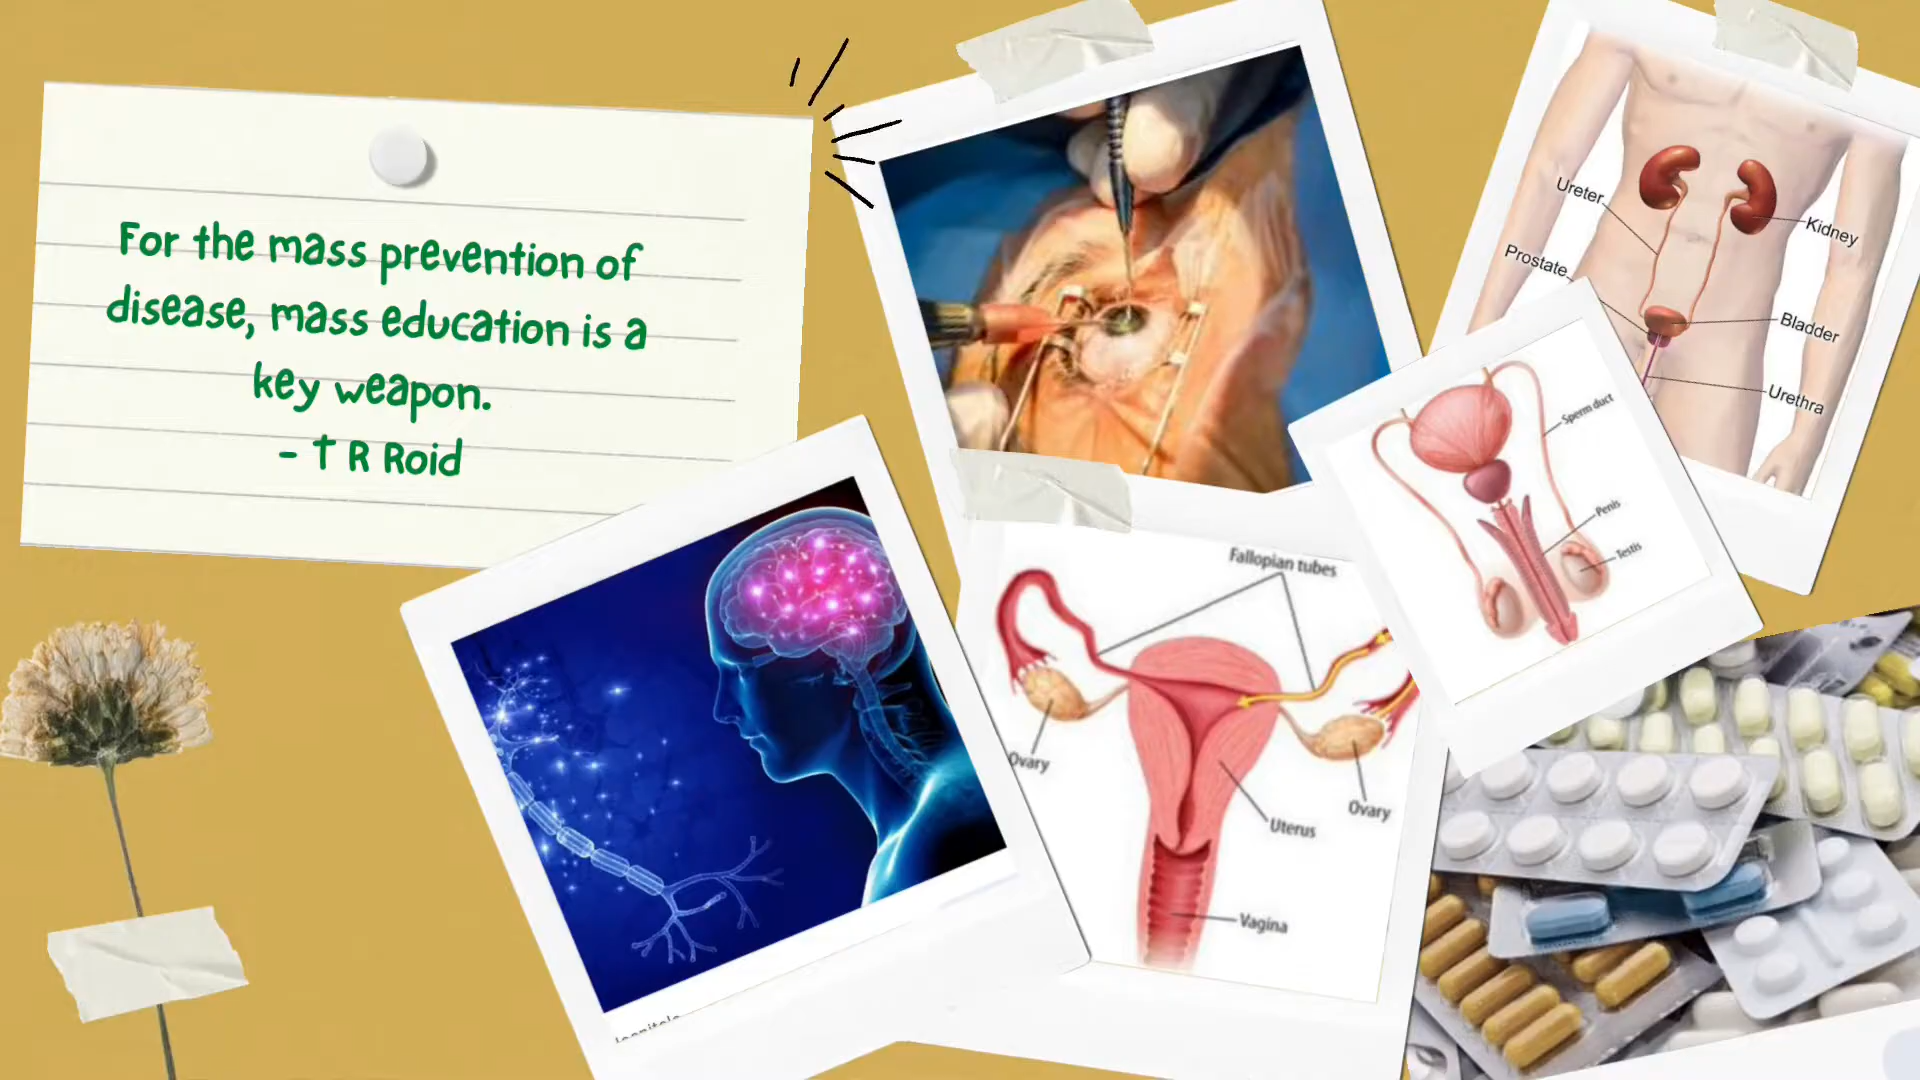 For the mass prevention of
disease, mass education is a
key weapon.
- T R Roid
Ureter
Kidney
Prostate
Bladder
Urethra
Sperm duct
Penis
Testis
Fallopian tubes
Ovary
Ovary
Uterus
Vagina